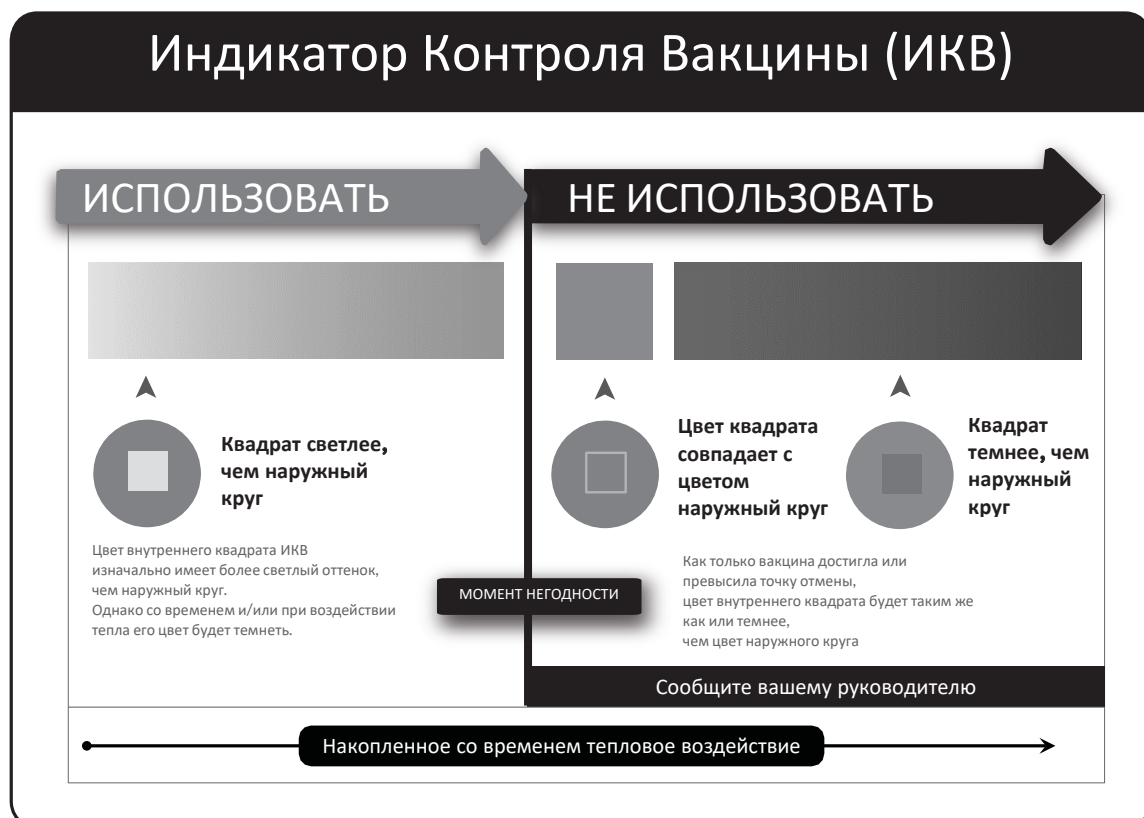 Индикатор Контроля Вакцины (ИКВ)
ИСПОЛЬЗОВАТЬ
НЕ ИСПОЛЬЗОВАТЬ
Квадрат светлее,
чем наружный
круг
Цвет квадрата
совпадает с
цветом
наружный круг
Квадрат
темнее, чем
наружный
круг
Цвет внутреннего квадрата ИКВ
изначально имеет более светлый оттенок,
чем наружный круг.
Однако со временем и/или при воздействии
тепла его цвет будет темнеть.
МОМЕНТ НЕГОДНОСТИ
Как только вакцина достигла или
превысила точку отмены,
цвет внутреннего квадрата будет таким же
как или темнее,
чем цвет наружного круга
Сообщите вашему руководителю
Накопленное со временем тепловое воздействие